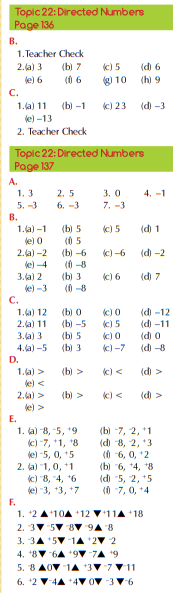 Topic 22: Directed Numbers
Page 136
B.
1. Teacher Check
2. (a) 3 (b) 7 (c) 5 (d) 6
(e) 6 (f) 6 (g) 10 (h) 9
C.
1. (a) 11 (b) –1 (c) 23 (d) –3
(e) –13
2. Teacher Check
Topic 22: Directed Numbers
Page 137
A.
1. 3 2. 5 3. 0 4. –1
5. –3 6. –3 7. –3
B.
1. (a) –1 (b) 5 (c) 5 (d) 1
(e) 0 (f) 5
2. (a) –2 (b) –6 (c) –6 (d) –2
(e) –4 (f) –8
3. (a) 2 (b) 3 (c) 6 (d) 7
(e) –3 (f) –8
C.
1. (a) 12 (b) 0 (c) 0 (d) –12
2. (a) 11 (b) –5 (c) 5 (d) –11
3. (a) 3 (b) 5 (c) 0 (d) 0
4. (a) –5 (b) 3 (c) –7 (d) –8
D.
1. (a) > (b) > (c) < (d) >
(e) <
2. (a) > (b) > (c) < (d) >
(e) >
E.
1. (a) ⁻8, ⁻5, ⁺9 (b) ⁻7, ⁻2, ⁺1
(c) ⁻7, ⁺1, ⁺8 (d) ⁻8, ⁻2, ⁺3
(e) ⁻5, 0, ⁺5 (f) ⁻6, 0, ⁺2
2. (a) ⁻1, 0, ⁺1 (b) ⁻6, ⁺4, ⁺8
(c) ⁻8, ⁻4, ⁺6 (d) ⁻5, ⁻2, ⁺5
(e) ⁻3, ⁺3, ⁺7 (f) ⁻7, 0, ⁺4
F.
1. ⁺2 ▲ ⁺10 ▲ ⁺12 ▼ ⁺11 ▲ ⁺18
2. ⁻3 ▼ ⁻5 ▼ ⁻8 ▼ ⁻9 ▲ ⁻8
3. ⁻3 ▲ ⁺5 ▼ ⁻1 ▲ ⁺2 ▼ ⁻2
4. ⁺8 ▼ ⁻6 ▲ ⁺9 ▼ ⁻7 ▲ ⁺9
5. ⁻8 ▲ 0 ▼ ⁻1 ▲ ⁺3 ▼ ⁻7 ▼ ⁻11
6. ⁺2 ▼ ⁻4 ▲ ⁺4 ▼ 0 ▼ ⁻3 ▼ ⁻6